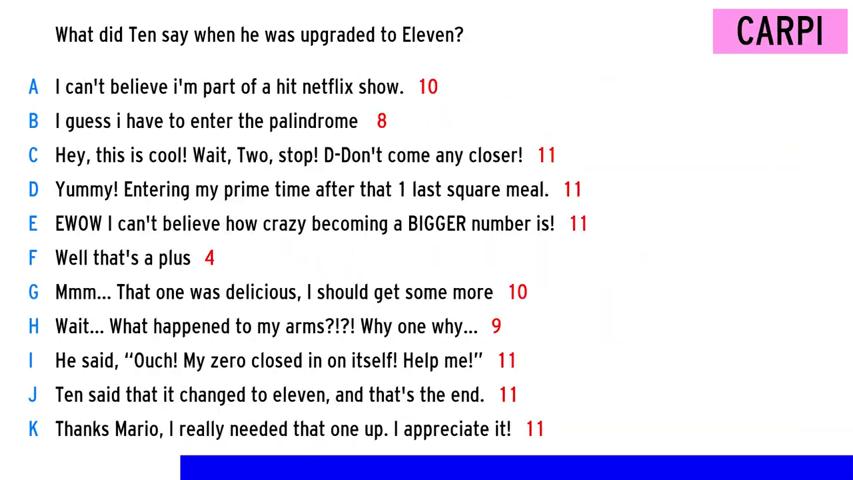 What did Ten say when he was upgraded to Eleven?
CARPI
A I can't believe i'm part of a hit netflix show. 10
B I guess i have to enter the palindrome 8
C Hey, this is cool! Wait, Two, stop! D-Don't come any closer! 11
D Yummy! Entering my prime time after that 1 last square meal. 11
E EWOW I can't believe how crazy becoming a BIGGER number is! 11
F Well that's a plus 4
G Mmm... That one was delicious, I should get some more 10
H Wait... What happened to my arms?!?! Why one why... 9
I He said, “Ouch! My zero closed in on itself! Help me!” 11
J Ten said that it changed to eleven, and that's the end. 11
K Thanks Mario, I really needed that one up. I appreciate it! 11